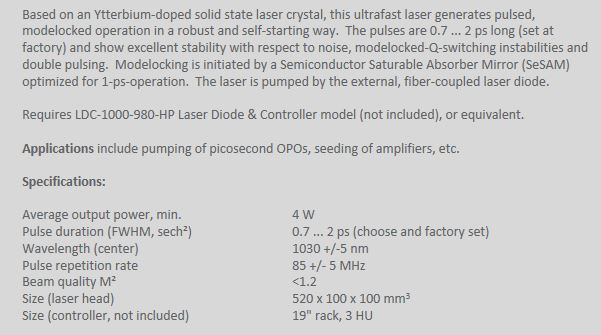 Based on an Ytterbium-doped solid state laser crystal, this ultrafast laser generates pulsed,
modelocked operation in a robust and self-starting way.  The pulses are 0.7 ... 2 ps long (set at
factory) and show excellent stability with respect to noise, modelocked-Q-switching instabilities and
double pulsing.  Modelocking is initiated by a Semiconductor Saturable Absorber Mirror (SeSAM)
optimized for 1-ps-operation.  The laser is pumped by the external, fiber-coupled laser diode.
Requires LDC-1000-980-HP Laser Diode & Controller model (not included), or equivalent.
Applications include pumping of picosecond OPOs, seeding of amplifiers, etc.
Specifications:
Average output power, min. 4 W
Pulse duration (FWHM, sech²) 0.7 ... 2 ps (choose and factory set)
Wavelength (center) 1030 +/-5 nm
Pulse repetition rate 85 +/- 5 MHz
Beam quality M² <1.2
Size (laser head) 520 x 100 x 100 mm³
Size (controller, not included) 19" rack, 3 HU